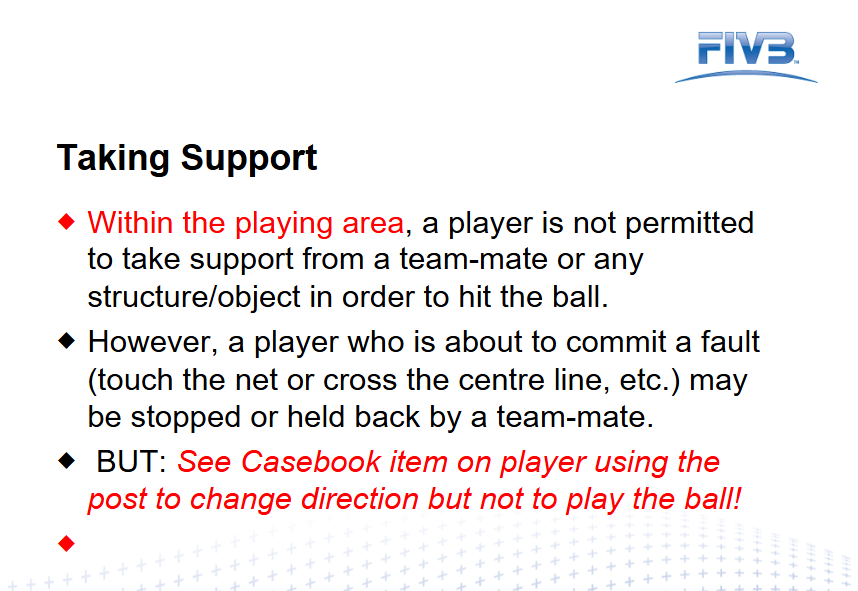 FIVB
TM
Taking Support
Within the playing area, a player is not permitted
to take support from a team-mate or any
structure/object in order to hit the ball.
However, a player who is about to commit a fault
(touch the net or cross the centre line, etc.) may
be stopped or held back by a team-mate.
BUT: See Casebook item on player using the
post to change direction but not to play the ball!